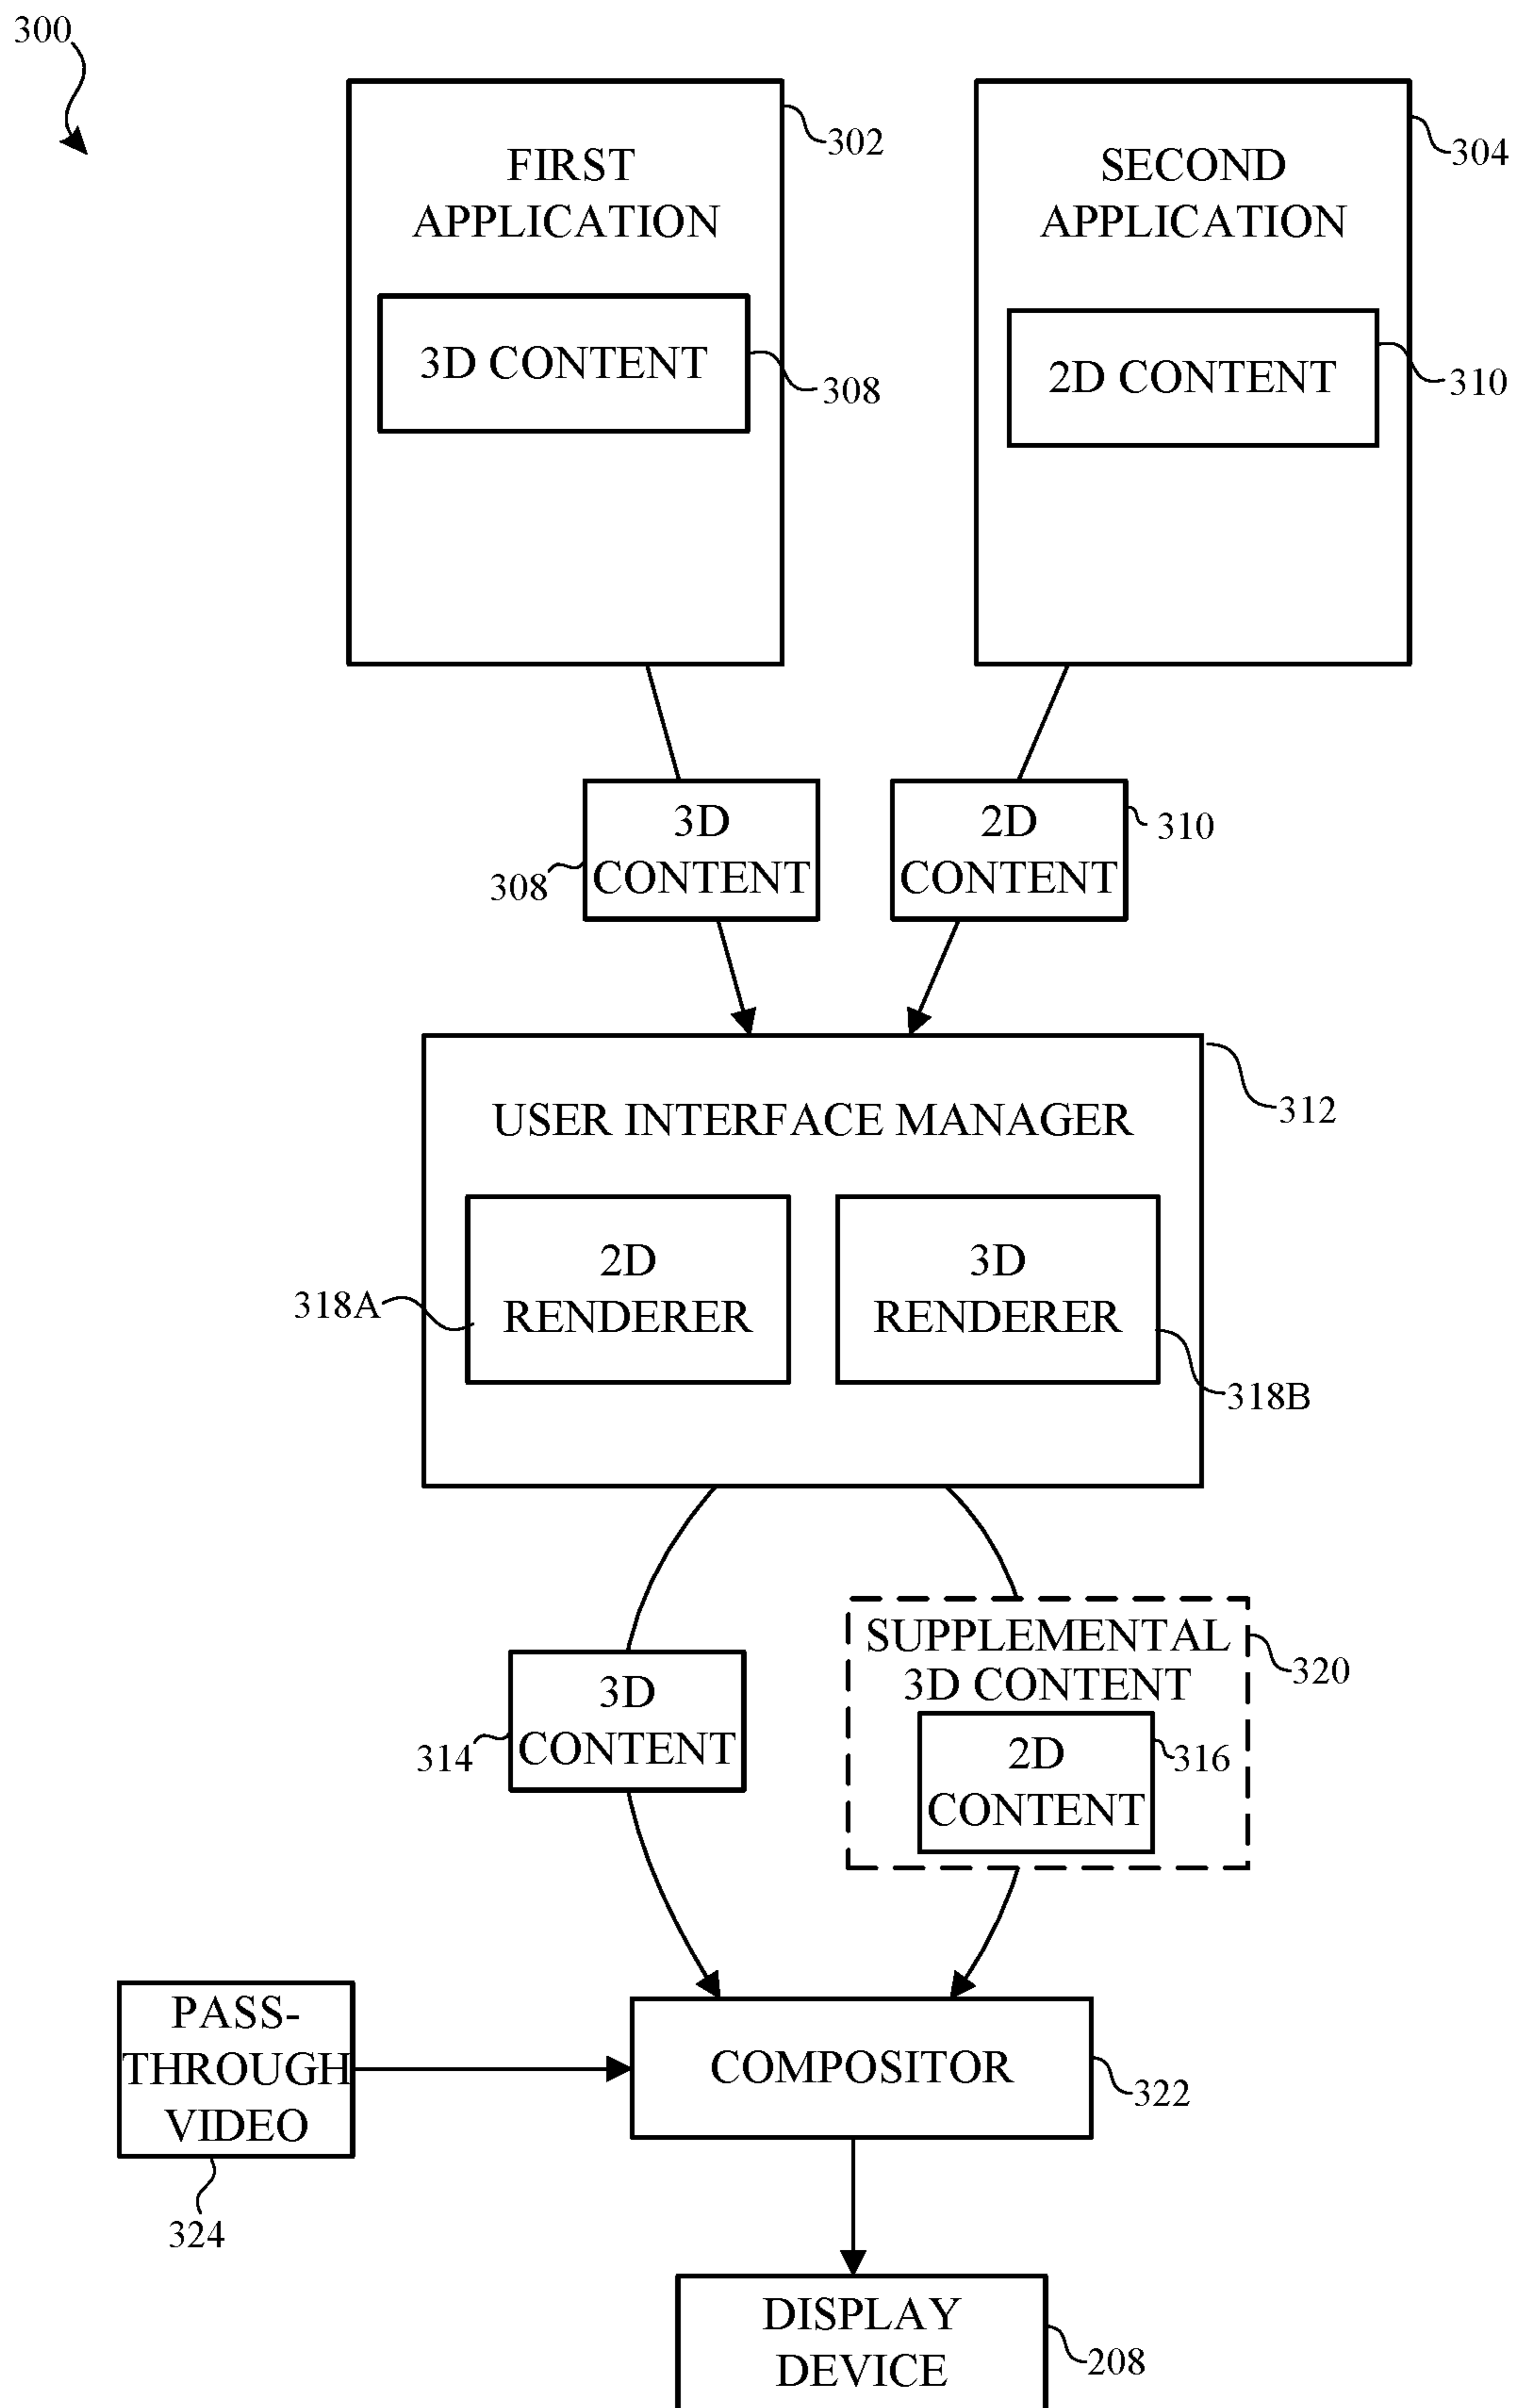 300
FIRST
APPLICATION
302
3D CONTENT
308
SECOND
APPLICATION
304
2D CONTENT
310
3D
CONTENT
308
2D
CONTENT
310
USER INTERFACE MANAGER
312
2D
RENDERER
318A
3D
RENDERER
318B
3D
CONTENT
314
SUPPLEMENTAL
3D CONTENT
320
2D
CONTENT
316
PASS-
THROUGH
VIDEO
324
COMPOSITOR
322
DISPLAY
DEVICE
208